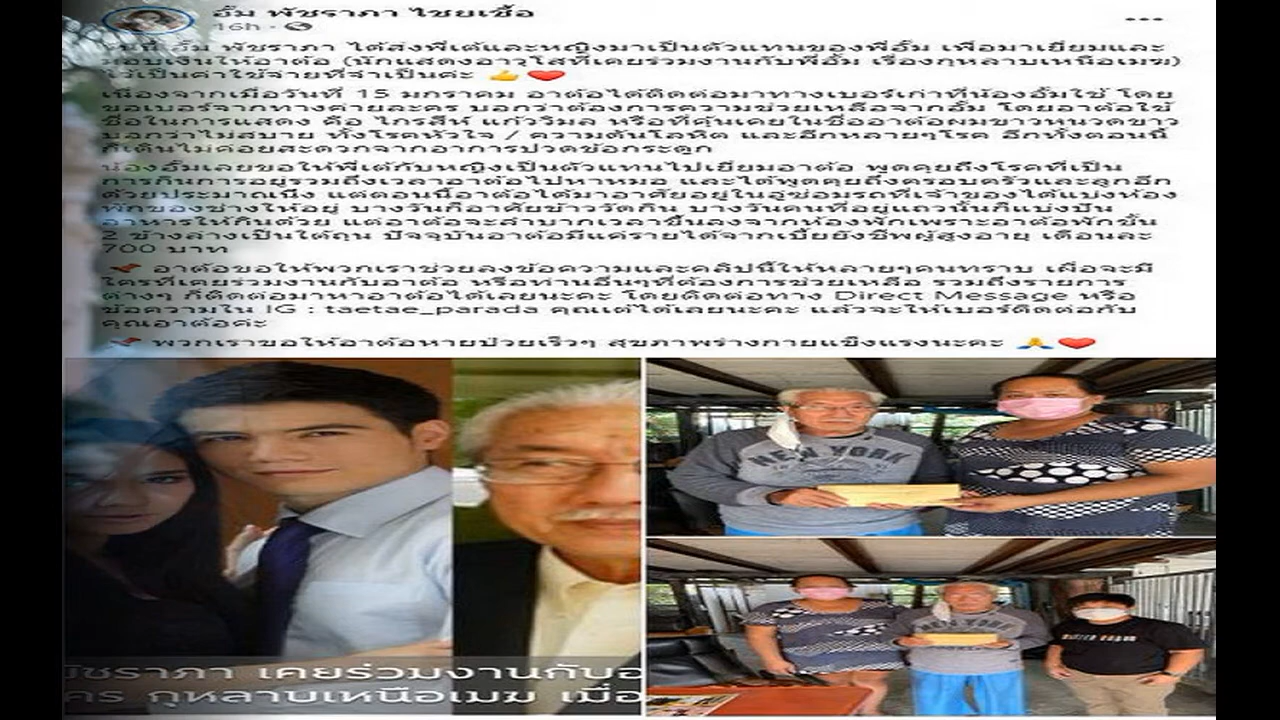 อั้ม พัชราภา ไชยเชื้อ
16h
อั้ม พัชราภา ได้ส่งพี่เต้และหญิงมาเป็นตัวแทนของพี่อั้ม เพื่อมาเยี่ยมและ
มอบเงินให้อาต้อ (นักแสดงอาวุโสที่เคยร่วมงานกับพี่อั้ม เรื่องกุหลาบเหนือเมฆ)
ไว้เป็นค่าใช้จ่ายที่จำเป็นค่ะ 👍❤️
เนื่องจากเมื่อวันที่ 15 มกราคม อาต้อได้ติดต่อมาทางเบอร์เก่าที่น้องอั้มใช้ โดย
ขอเบอร์จากทางค่ายละคร บอกว่าต้องการความช่วยเหลือจากอั้ม โดยอาต้อใช้
ชื่อในการแสดง คือ ไกรสีห์ แก้ววิมล หรือที่คุ้นเคยในชื่ออาต้อผมขาวหนวดขาว
บอกว่าไม่สบาย ทั้งโรคหัวใจ / ความดันโลหิต และอีกหลายๆโรค อีกทั้งตอนนี้
ก็เดินไม่ค่อยสะดวกจากอาการปวดข้อกระดูก
น้องอั้มเลยขอให้พี่เต้กับหญิงเป็นตัวแทนไปเยี่ยมอาต้อ พูดคุยถึงโรคที่เป็น
การกินการอยู่รวมถึงเวลาอาต้อไปหาหมอ และได้พูดคุยถึงครอบครัวและลูกอีก
ด้วยประมาณนึง แต่ตอนนี้อาต้อได้มาอาศัยอยู่ในอู่ซ่อมรถที่เจ้าของได้แบ่งห้อง
พักของช่างให้อยู่ บางวันก็อาศัยข้าววัดกิน บางวันคนที่อยู่แถวนั้นก็แบ่งปัน
อาหารให้กินด้วย แต่อาต้อจะลำบากเวลาขึ้นลงจากห้องพักเพราะอาต้อพักชั้น
2 ข้างล่างเป็นใต้ถุน ปัจจุบันอาต้อมีแค่รายได้จากเบี้ยยังชีพผู้สูงอายุ เดือนละ
700 บาท
📌 อาต้อขอให้พวกเราช่วยลงข้อความและคลิปนี้ให้หลายๆคนทราบ เผื่อจะมี
ใครที่เคยร่วมงานกับอาต้อ หรือท่านอื่นๆที่ต้องการช่วยเหลือ รวมถึงรายการ
ต่างๆ ก็ติดต่อมาหาอาต้อได้เลยนะคะ โดยติดต่อทาง Direct Message หรือ
ข้อความใน IG : taetae_parada คุณเต้ได้เลยนะคะ แล้วจะให้เบอร์ติดต่อกับ
คุณอาต้อค่ะ
📌 พวกเราขอให้อาต้อหายป่วยเร็วๆ สุขภาพร่างกายแข็งแรงนะคะ 🙏❤️
พัชราภา เคยร่วมงานกับอ
คร กุหลาบเหนือเมฆ เมื่อ
NEW YORK
NEW YORK